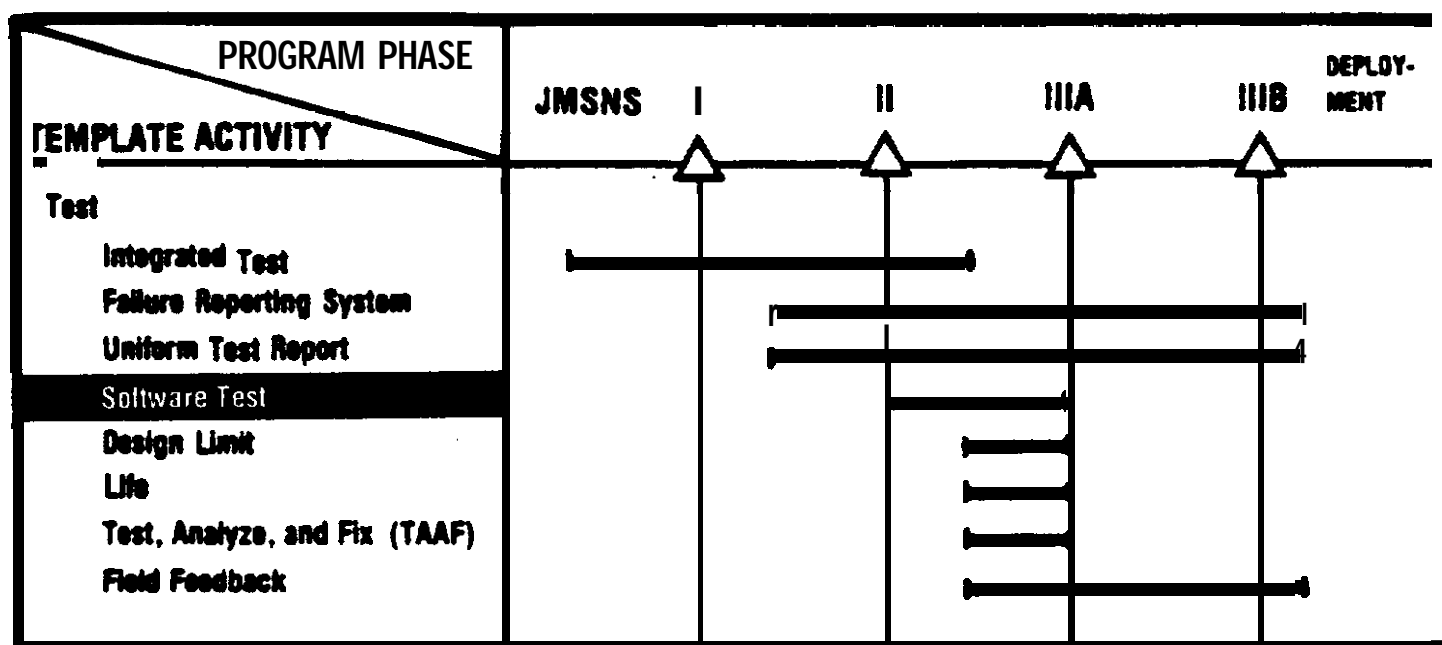 PROGRAM PHASE
TEMPLATE ACTIVITY
JMSNS I II IIIA IIIB DEPLOY-
MENT
Test
Integrated Test
Failure Reporting System
Uniform Test Report
Soltware Test
Design Limit
Life
Test, Analyze, and Fix (TAAF)
Field Feedback